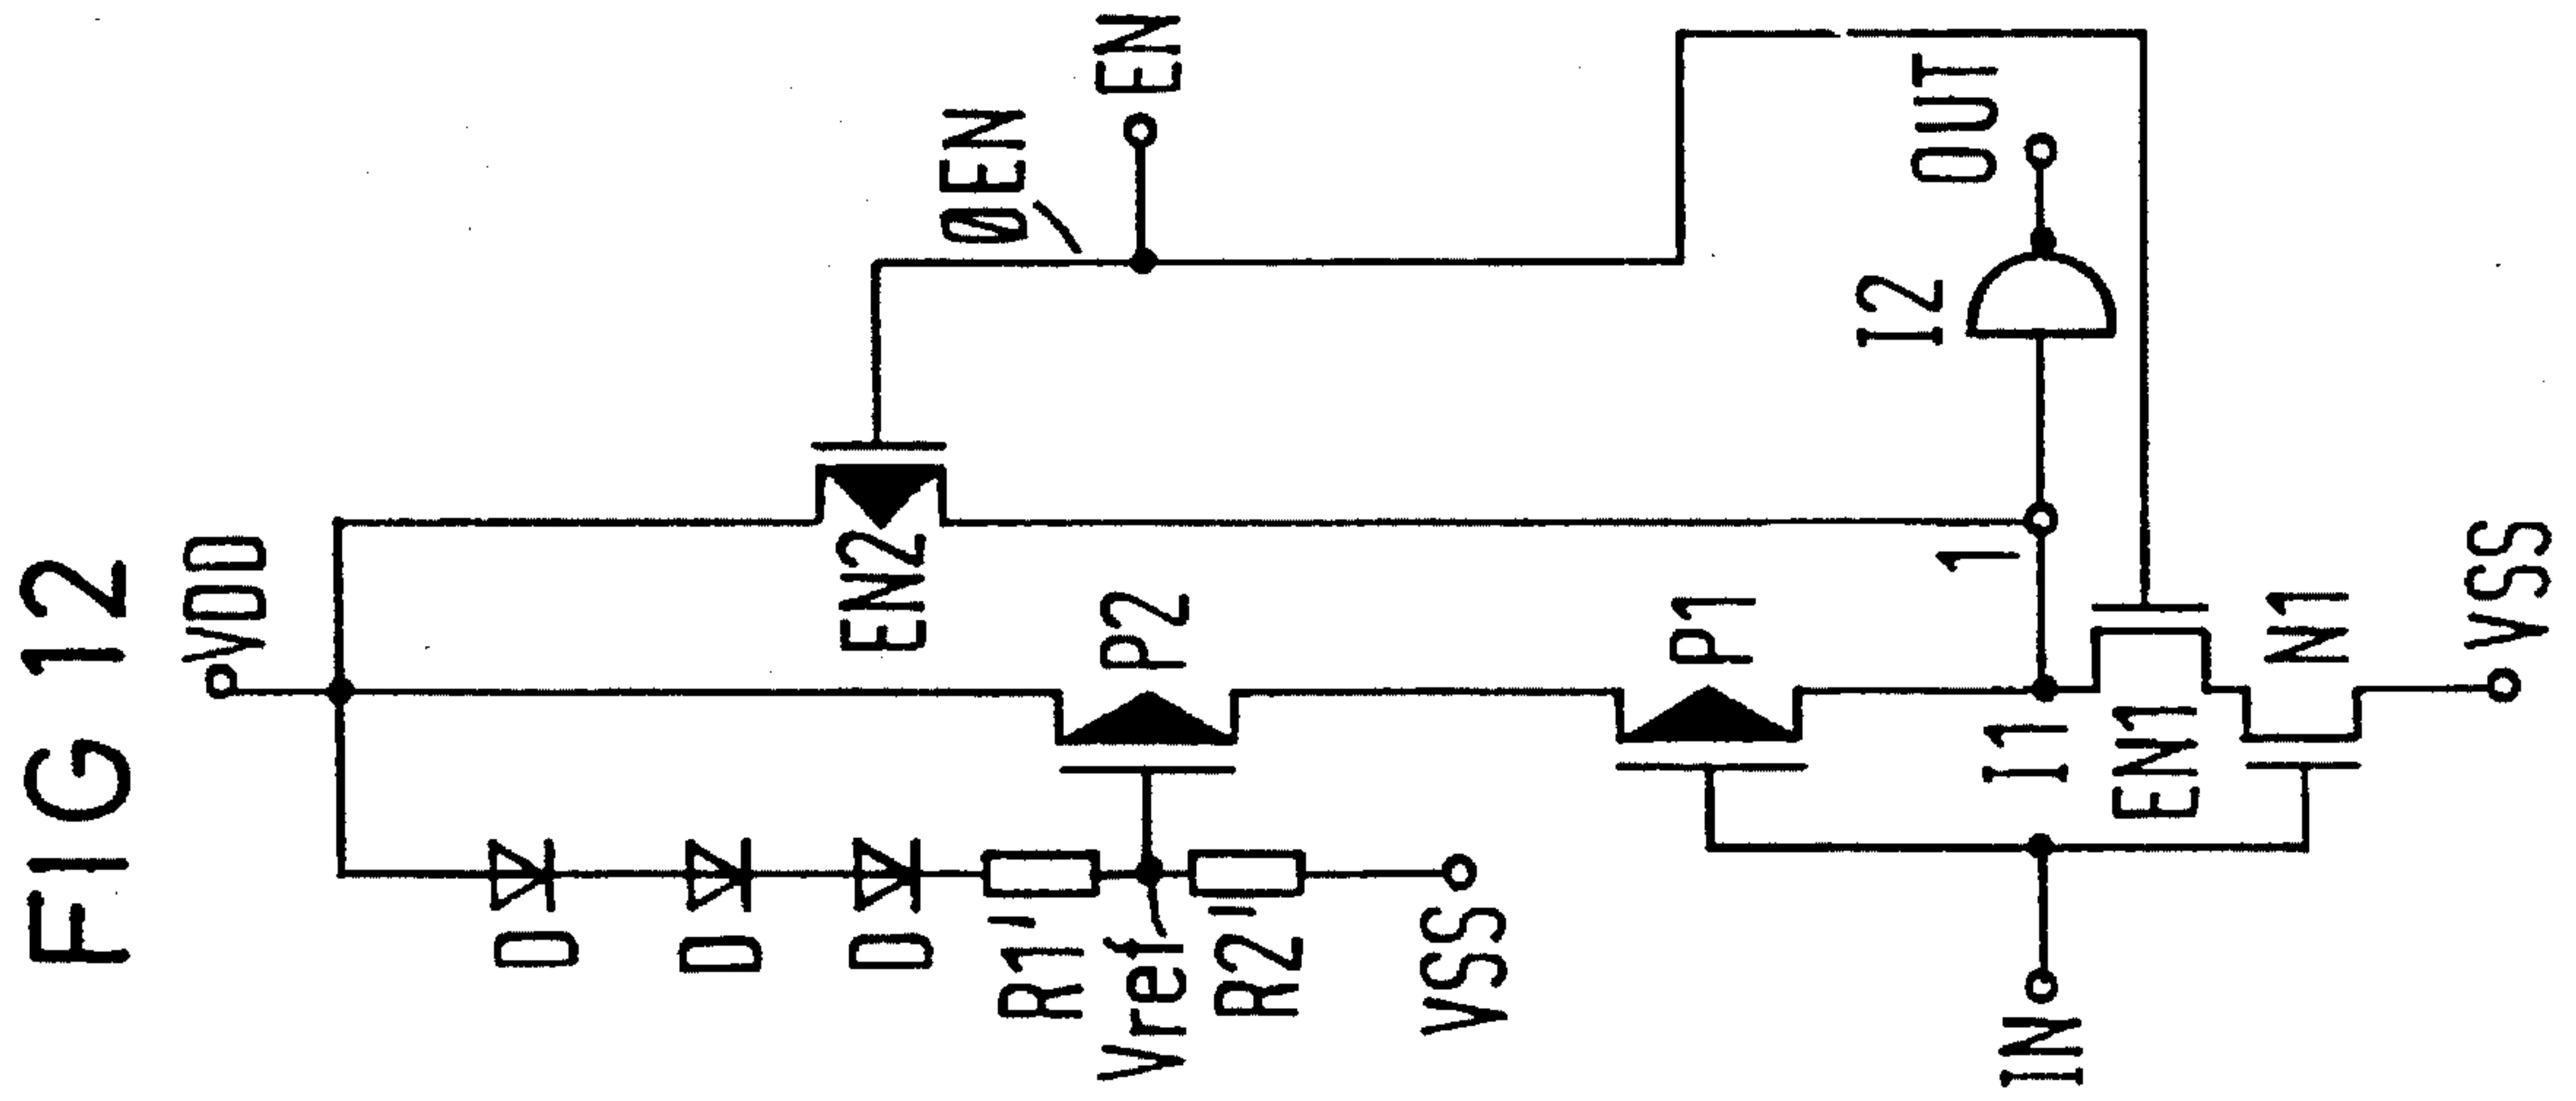 FIG 12
VDD
D
D
D
R1"
Vref
R2"
VSS
EN2
P2
P1
ØEN
EN
I1
1
I2
OUT
IN
EN1
N1
VSS